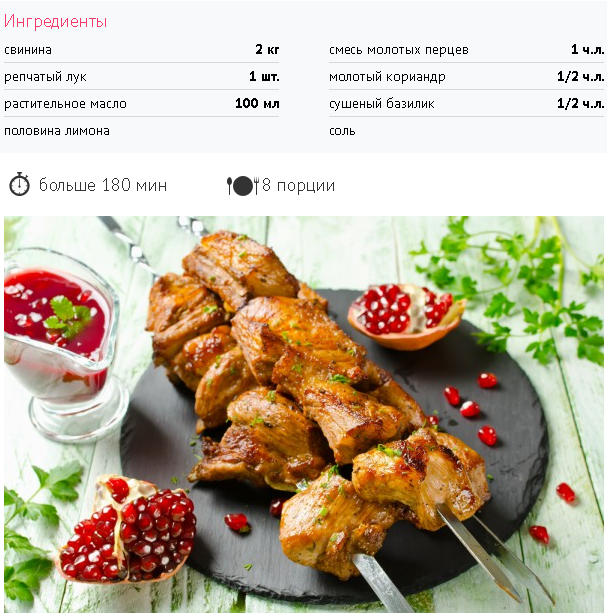 Ингредиенты
свинина 2 кг
репчатый лук 1 шт.
растительное масло 100 мл
половина лимона
смесь молотых перцев 1 ч.л.
молотый кориандр 1/2 ч.л.
сушеный базилик 1/2 ч.л.
соль
больше 180 мин 8 порции